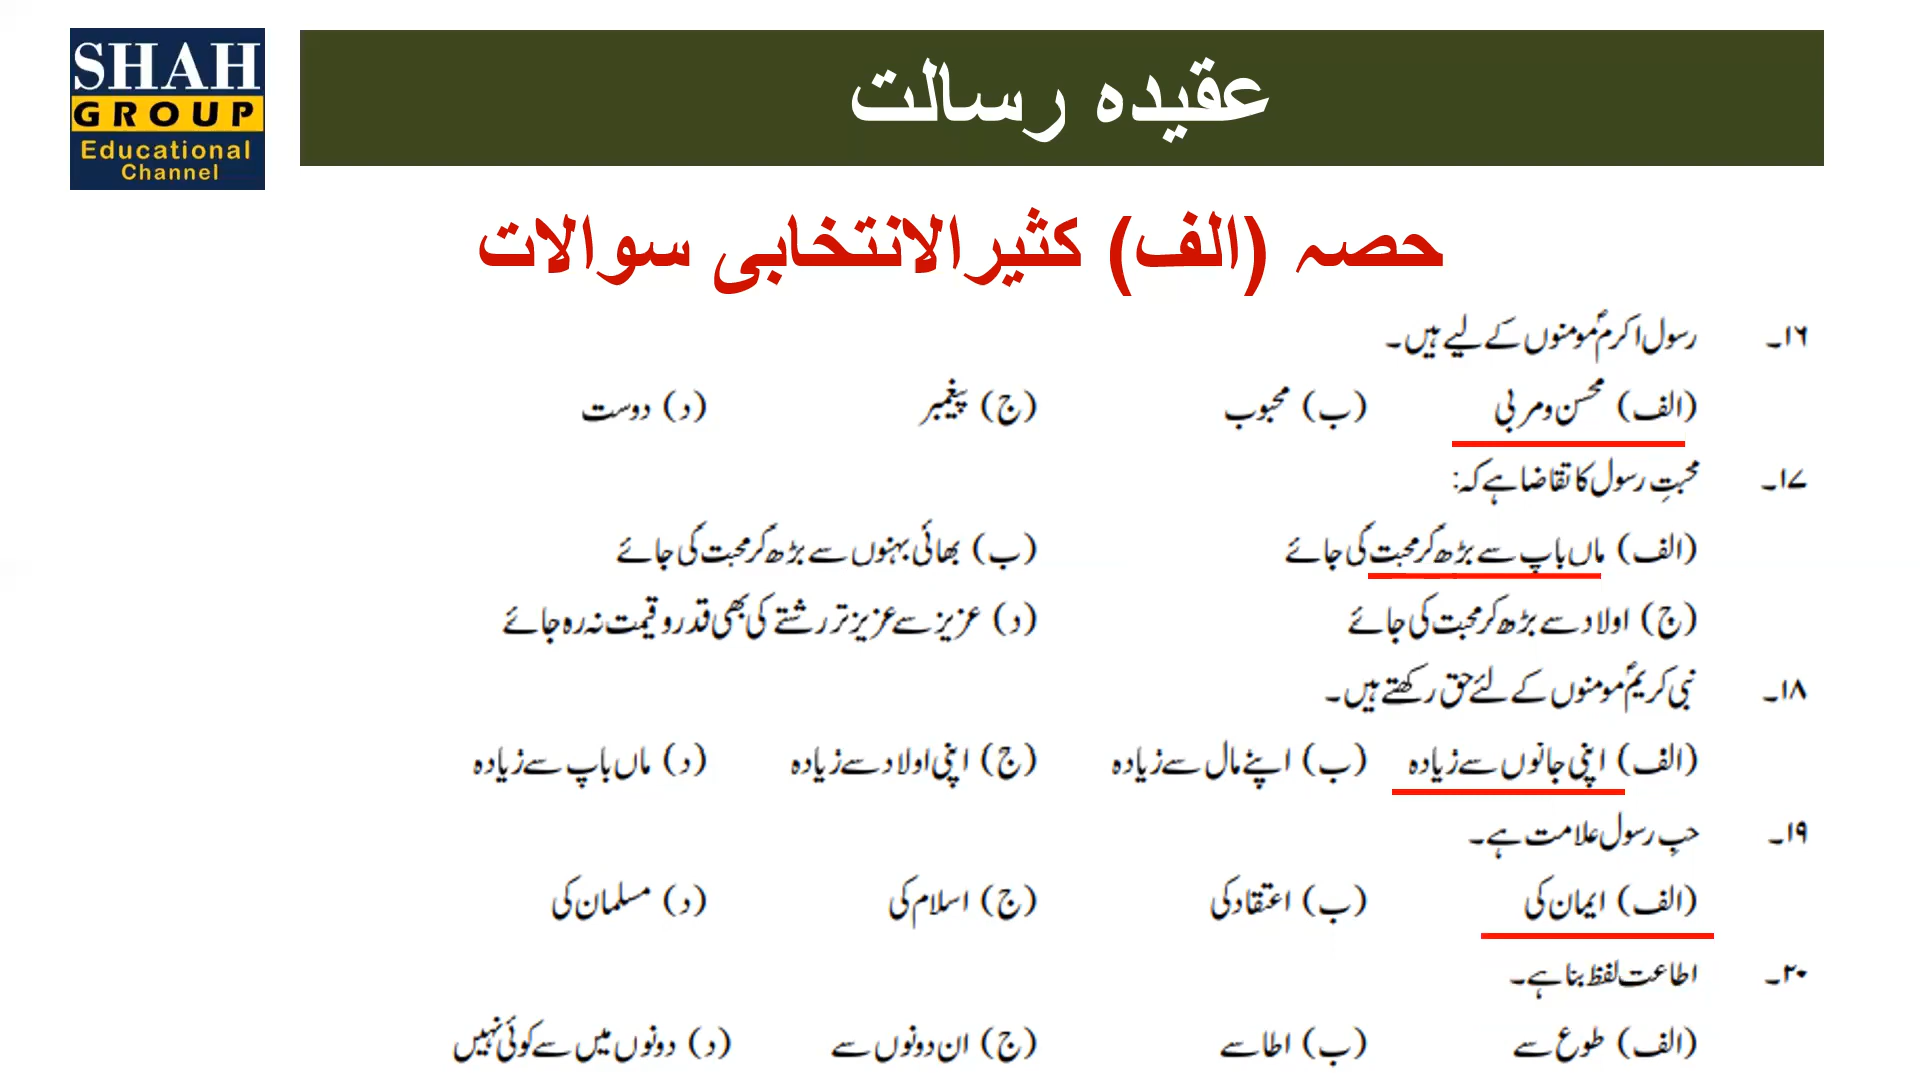 SHAH
GROUP
Educational
Channel
عقیدہ رسالت
حصہ (الف) کثیرالانتخابی سوالات
۱۶۔ رسول اکرمؐ مومنوں کے لیے ہیں۔
(الف) محسن و مربی (ب) محبوب (ج) پیغمبر (د) دوست
۱۷۔ محبتِ رسول کا تقاضا ہے کہ:
(الف) ماں باپ سے بڑھ کر محبت کی جائے (ب) بھائی بہنوں سے بڑھ کر محبت کی جائے
(ج) اولاد سے بڑھ کر محبت کی جائے (د) عزیز سے عزیز تر رشتے کی بھی قدر و قیمت نہ رہ جائے
۱۸۔ نبی کریمؐ مومنوں کے لئے حق رکھتے ہیں۔
(الف) اپنی جانوں سے زیادہ (ب) اپنے مال سے زیادہ (ج) اپنی اولاد سے زیادہ (د) ماں باپ سے زیادہ
۱۹۔ حبِ رسول علامت ہے۔
(الف) ایمان کی (ب) اعتقاد کی (ج) اسلام کی (د) مسلمان کی
۲۰۔ اطاعت لفظ بنا ہے۔
(الف) طوع سے (ب) اطا سے (ج) ان دونوں سے (د) دونوں میں سے کوئی نہیں